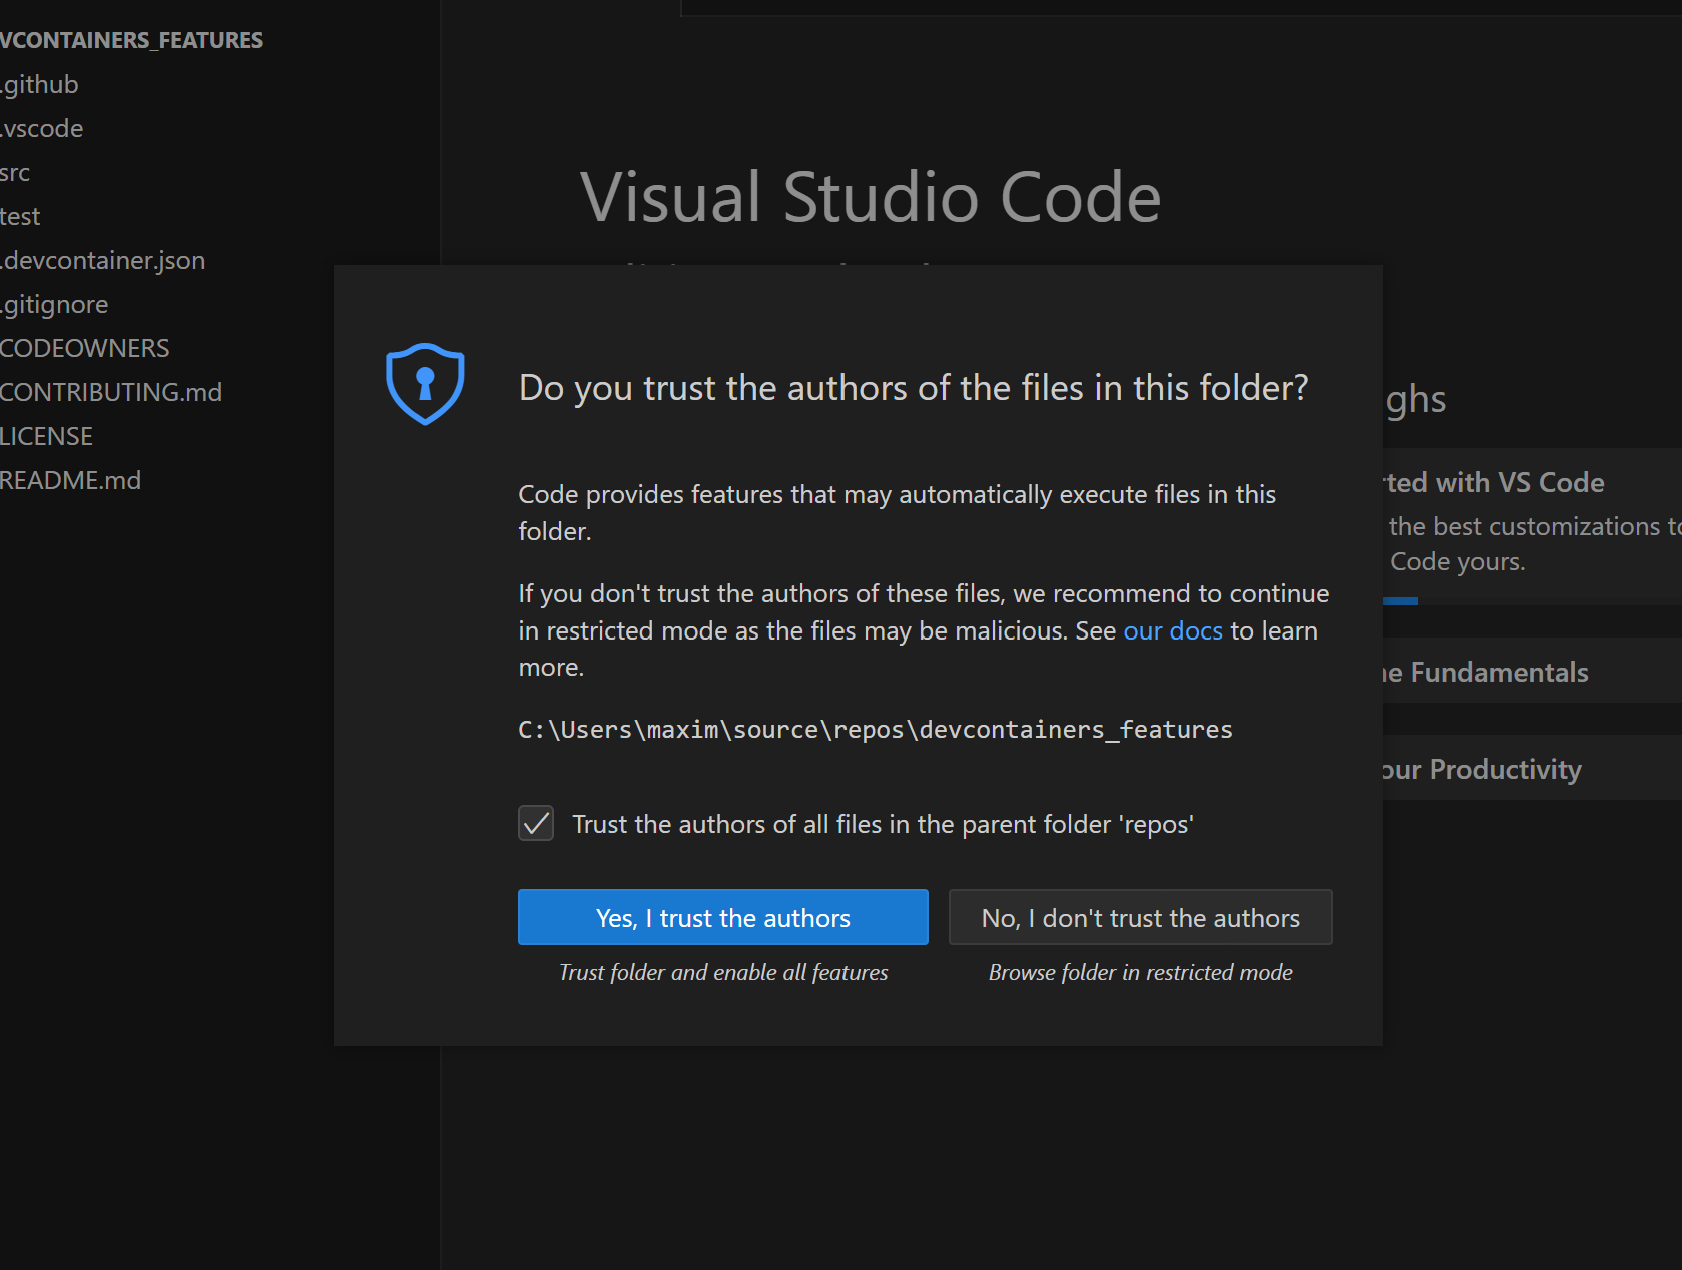 VCONTAINERS_FEATURES
.github
.vscode
src
test
.devcontainer.json
.gitignore
CODEOWNERS
CONTRIBUTING.md
LICENSE
README.md
Visual Studio Code
Do you trust the authors of the files in this folder?
Code provides features that may automatically execute files in this
folder.
If you don't trust the authors of these files, we recommend to continue
in restricted mode as the files may be malicious. See our docs to learn
more.
C:\Users\maxim\source\repos\devcontainers_features
Trust the authors of all files in the parent folder 'repos'
Yes, I trust the authors
No, I don't trust the authors
Trust folder and enable all features
Browse folder in restricted mode
ghs
rted with VS Code
the best customizations to
Code yours.
he Fundamentals
our Productivity